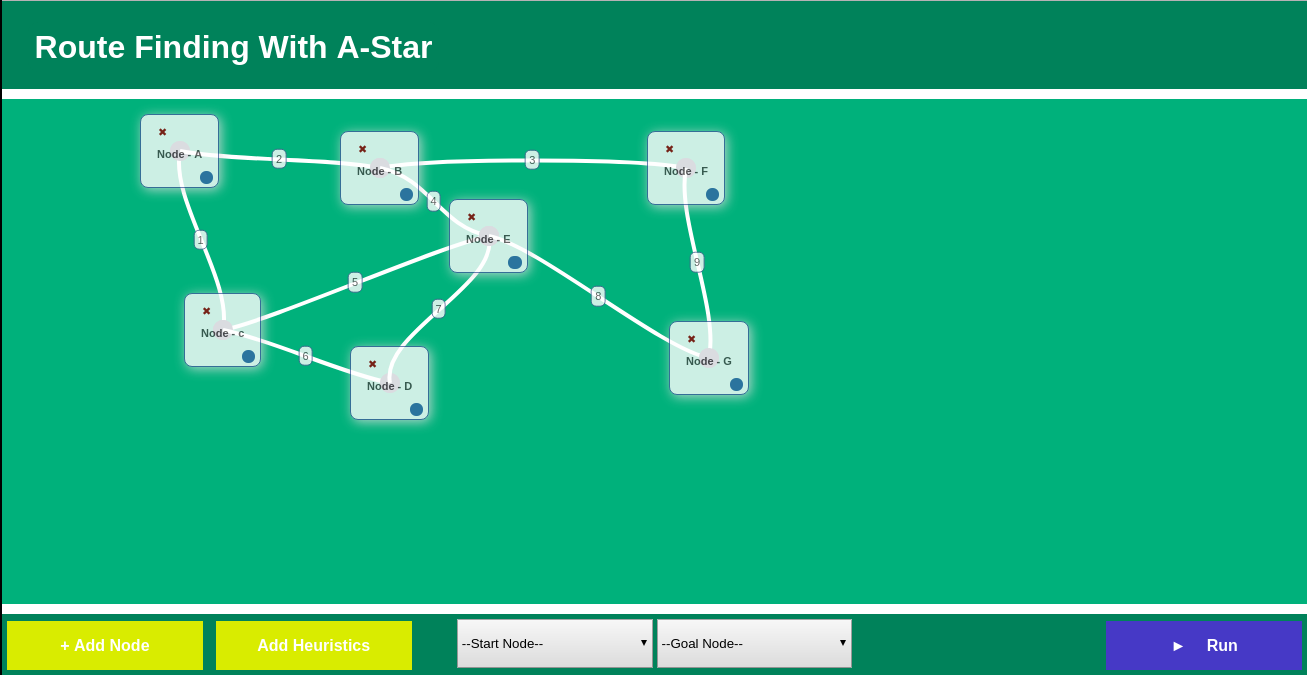 Route Finding With A-Star
✖
Node - A
2
✖
Node - B
3
✖
Node - F
4
✖
Node - E
1
5
7
8
9
✖
Node - c
6
✖
Node - D
✖
Node - G
+ Add Node
Add Heuristics
--Start Node--
--Goal Node--
► Run